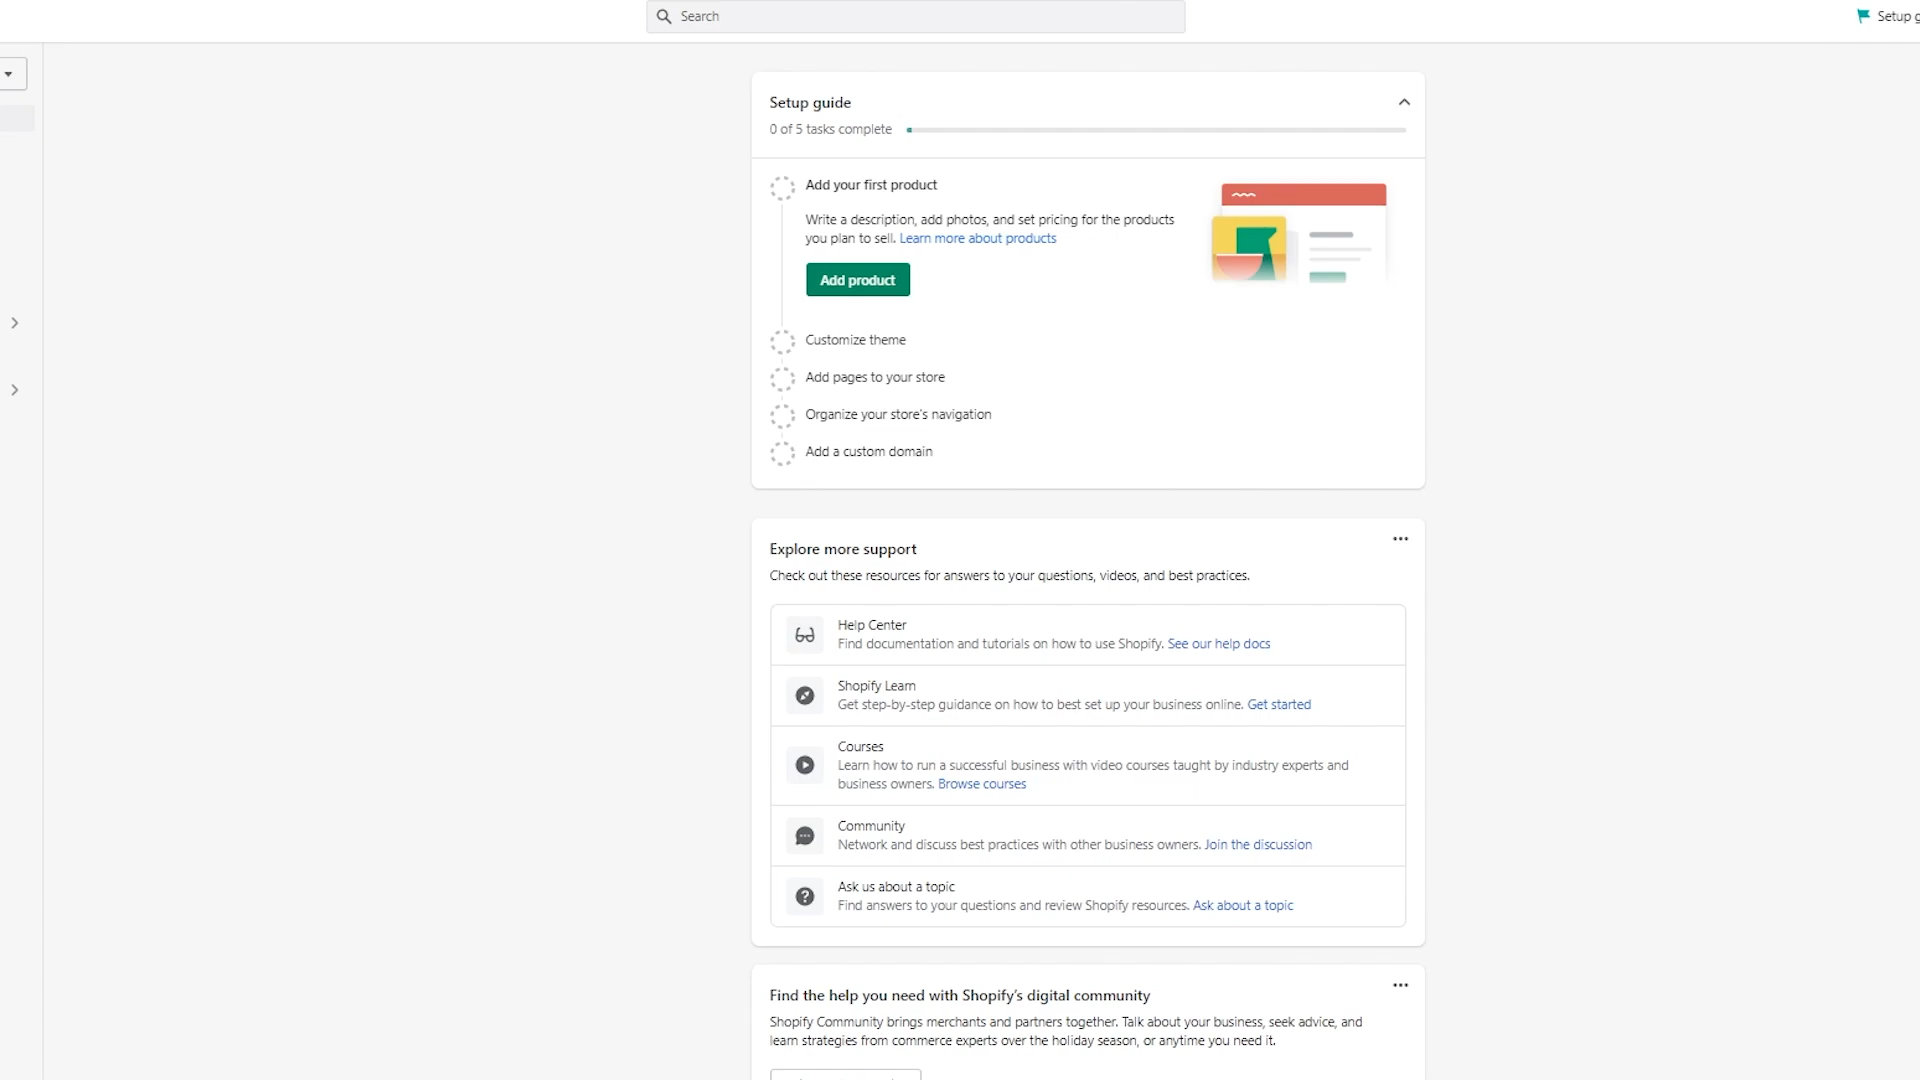 Search
Setup
Setup guide
0 of 5 tasks complete
Add your first product
Write a description, add photos, and set pricing for the products
you plan to sell. Learn more about products
Add product
Customize theme
Add pages to your store
Organize your store's navigation
Add a custom domain
Explore more support
Check out these resources for answers to your questions, videos, and best practices.
Help Center
Find documentation and tutorials on how to use Shopify. See our help docs
Shopify Learn
Get step-by-step guidance on how to best set up your business online. Get started
Courses
Learn how to run a successful business with video courses taught by industry experts and
business owners. Browse courses
Community
Network and discuss best practices with other business owners. Join the discussion
Ask us about a topic
Find answers to your questions and review Shopify resources. Ask about a topic
Find the help you need with Shopify's digital community
Shopify Community brings merchants and partners together. Talk about your business, seek advice, and
learn strategies from commerce experts over the holiday season, or anytime you need it.